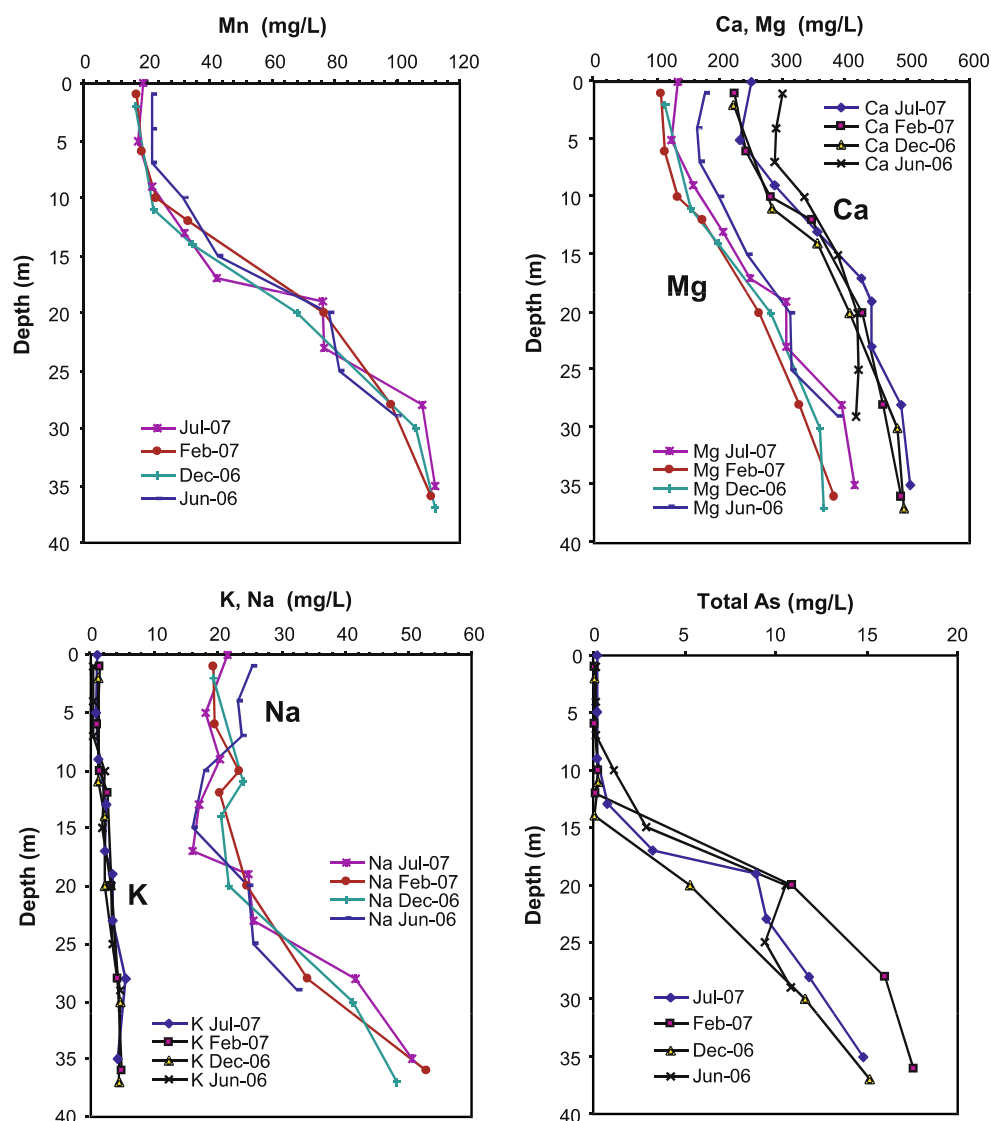 Mn (mg/L)
0 20 40 60 80 100 120
0
5
10
15
20
25
30
35
40
Depth (m)
Jul-07
Feb-07
Dec-06
Jun-06
Ca, Mg (mg/L)
0 100 200 300 400 500 600
0
5
10
15
20
25
30
35
40
Depth (m)
Ca Jul-07
Ca Feb-07
Ca Dec-06
Ca Jun-06
Ca
Mg
Mg Jul-07
Mg Feb-07
Mg Dec-06
Mg Jun-06
K, Na (mg/L)
0 10 20 30 40 50 60
0
5
10
15
20
25
30
35
40
Depth (m)
Na
K
Na Jul-07
Na Feb-07
Na Dec-06
Na Jun-06
K Jul-07
K Feb-07
K Dec-06
K Jun-06
Total As (mg/L)
0 5 10 15 20
0
5
10
15
20
25
30
35
40
Depth (m)
Jul-07
Feb-07
Dec-06
Jun-06